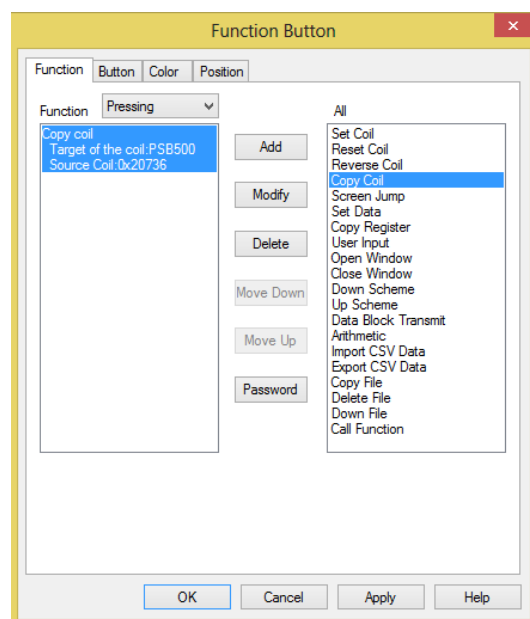 Function Button
Function Button Color Position
Function Pressing
All
Copy coil
Target of the coil:PSB500
Source Coil:0x20736
Add
Modify
Delete
Move Down
Move Up
Password
Set Coil
Reset Coil
Reverse Coil
Copy Coil
Screen Jump
Set Data
Copy Register
User Input
Open Window
Close Window
Down Scheme
Up Scheme
Data Block Transmit
Arithmetic
Import CSV Data
Export CSV Data
Copy File
Delete File
Down File
Call Function
OK Cancel Apply Help